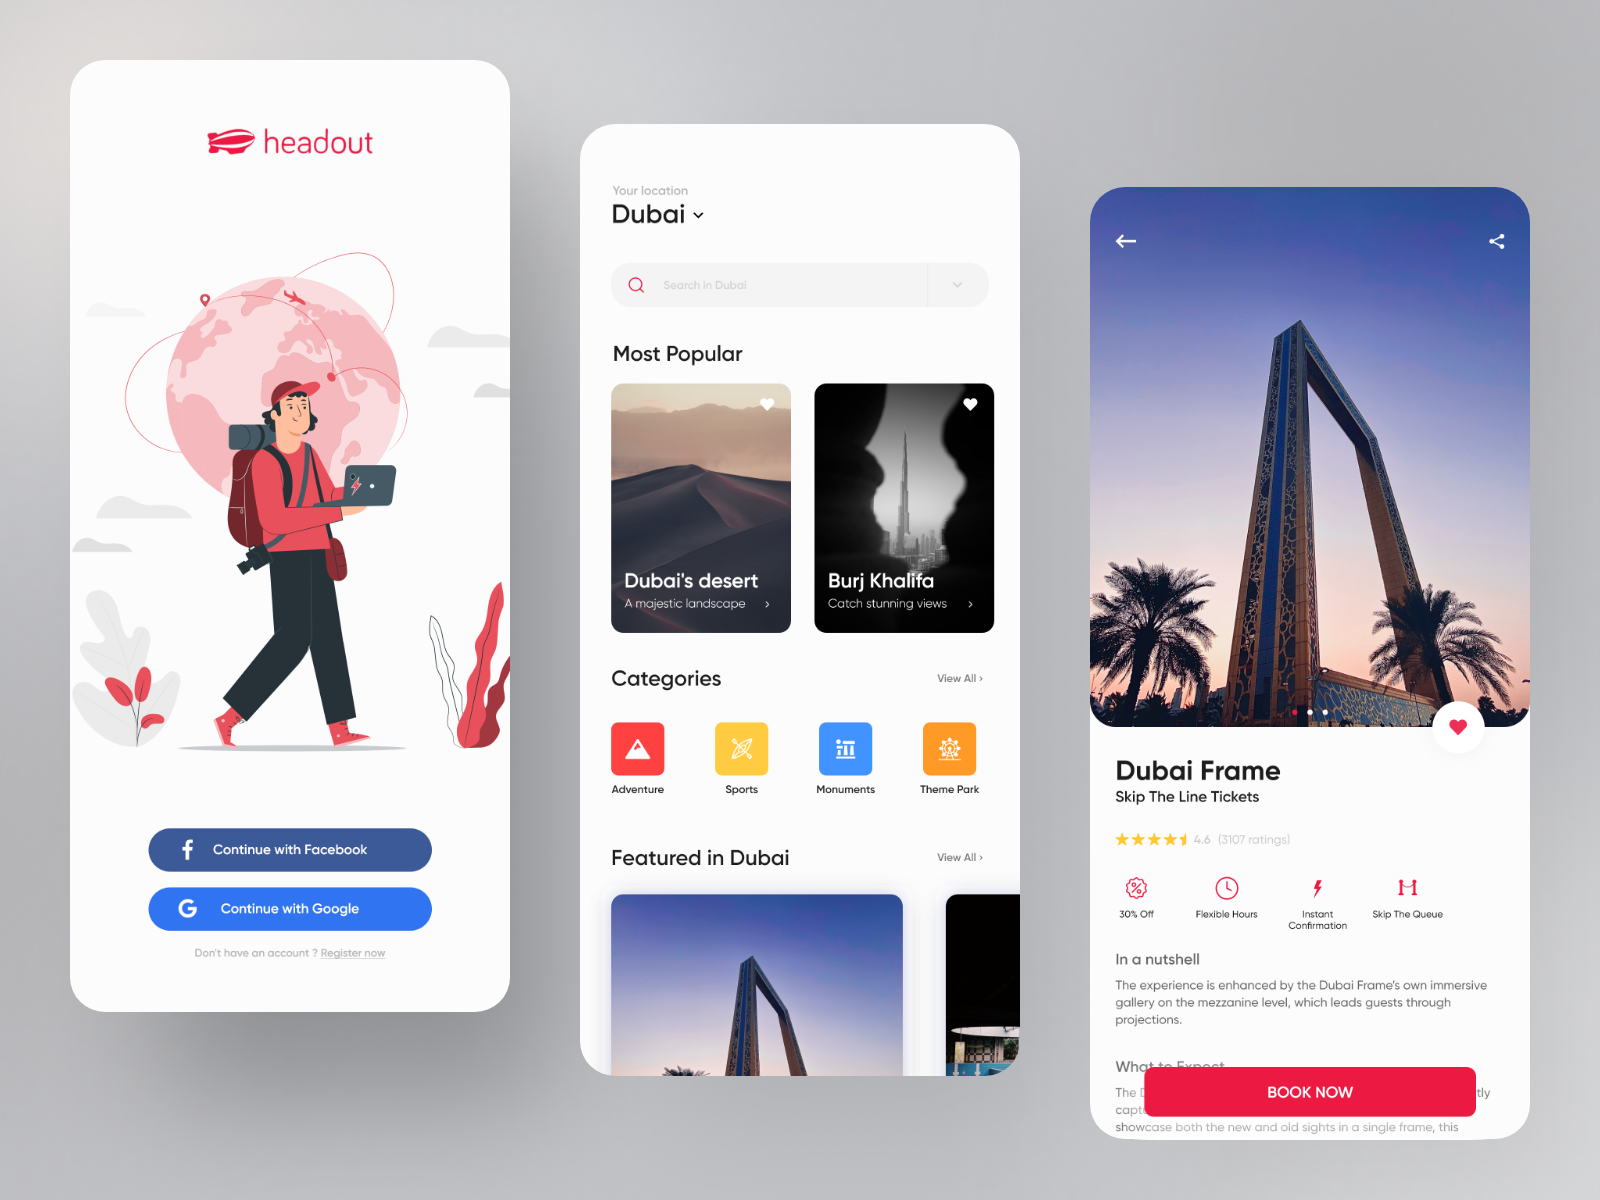 headout
Continue with Facebook
Continue with Google
Don't have an account ? Register now
Your location
Dubai
Search in Dubai
Most Popular
Dubai's desert
A majestic landscape
Burj Khalifa
Catch stunning views
Categories
View All
Adventure
Sports
Monuments
Theme Park
Featured in Dubai
View All
Dubai Frame
Skip The Line Tickets
4.6 (3107 ratings)
30% Off
Flexible Hours
Instant
Confirmation
Skip The Queue
In a nutshell
The experience is enhanced by the Dubai Frame's own immersive
gallery on the mezzanine level, which leads guests through
projections.
What to Expect
The
BOOK NOW
showcase both the new and old sights in a single frame, this